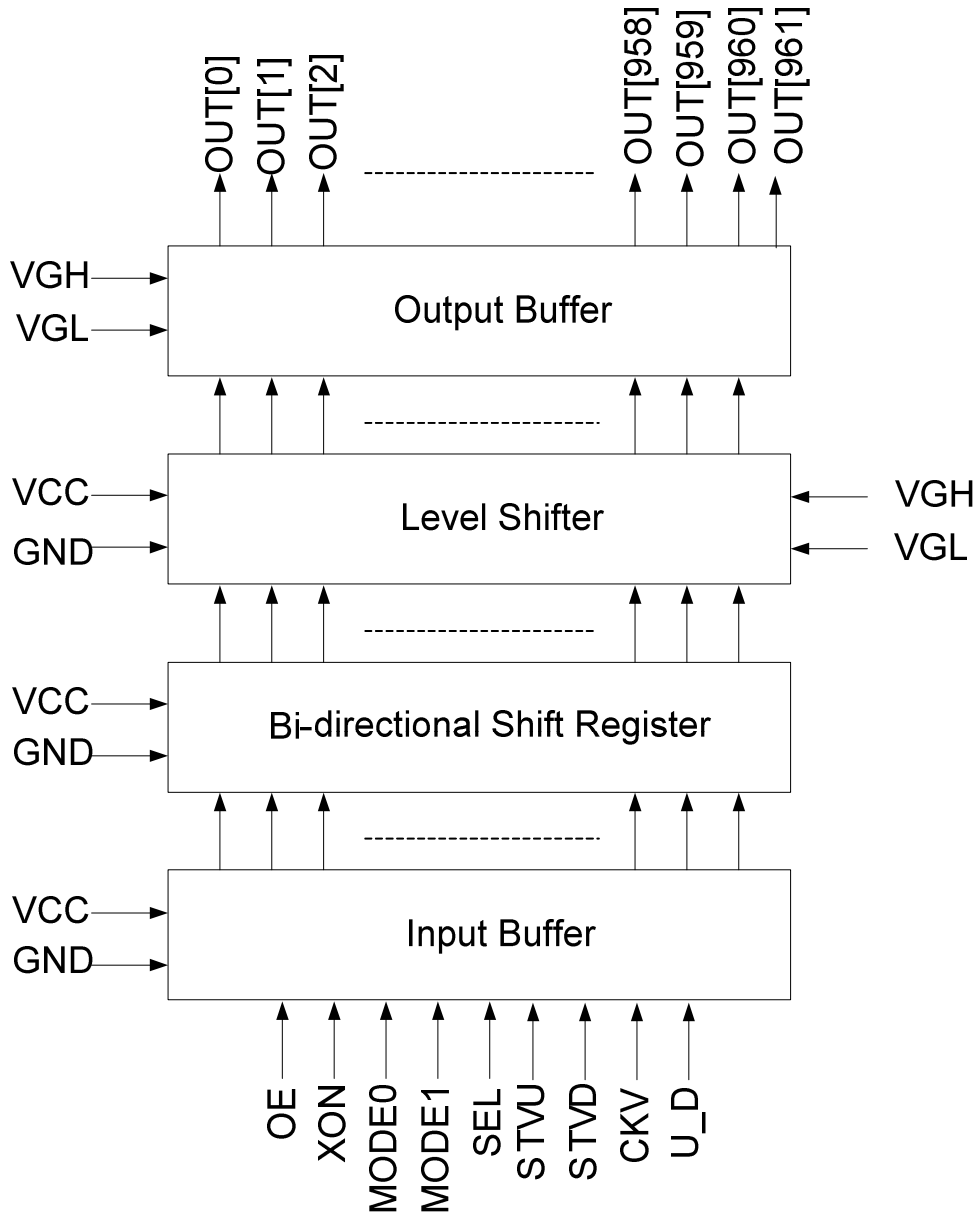 OUT[0]
OUT[1]
OUT[2]
OUT[958]
OUT[959]
OUT[960]
OUT[961]
VGH
VGL
Output Buffer
VCC
GND
Level Shifter
VGH
VGL
VCC
GND
Bi-directional Shift Register
VCC
GND
Input Buffer
OE
XON
MODE0
MODE1
SEL
STVU
STVD
CKV
U_D